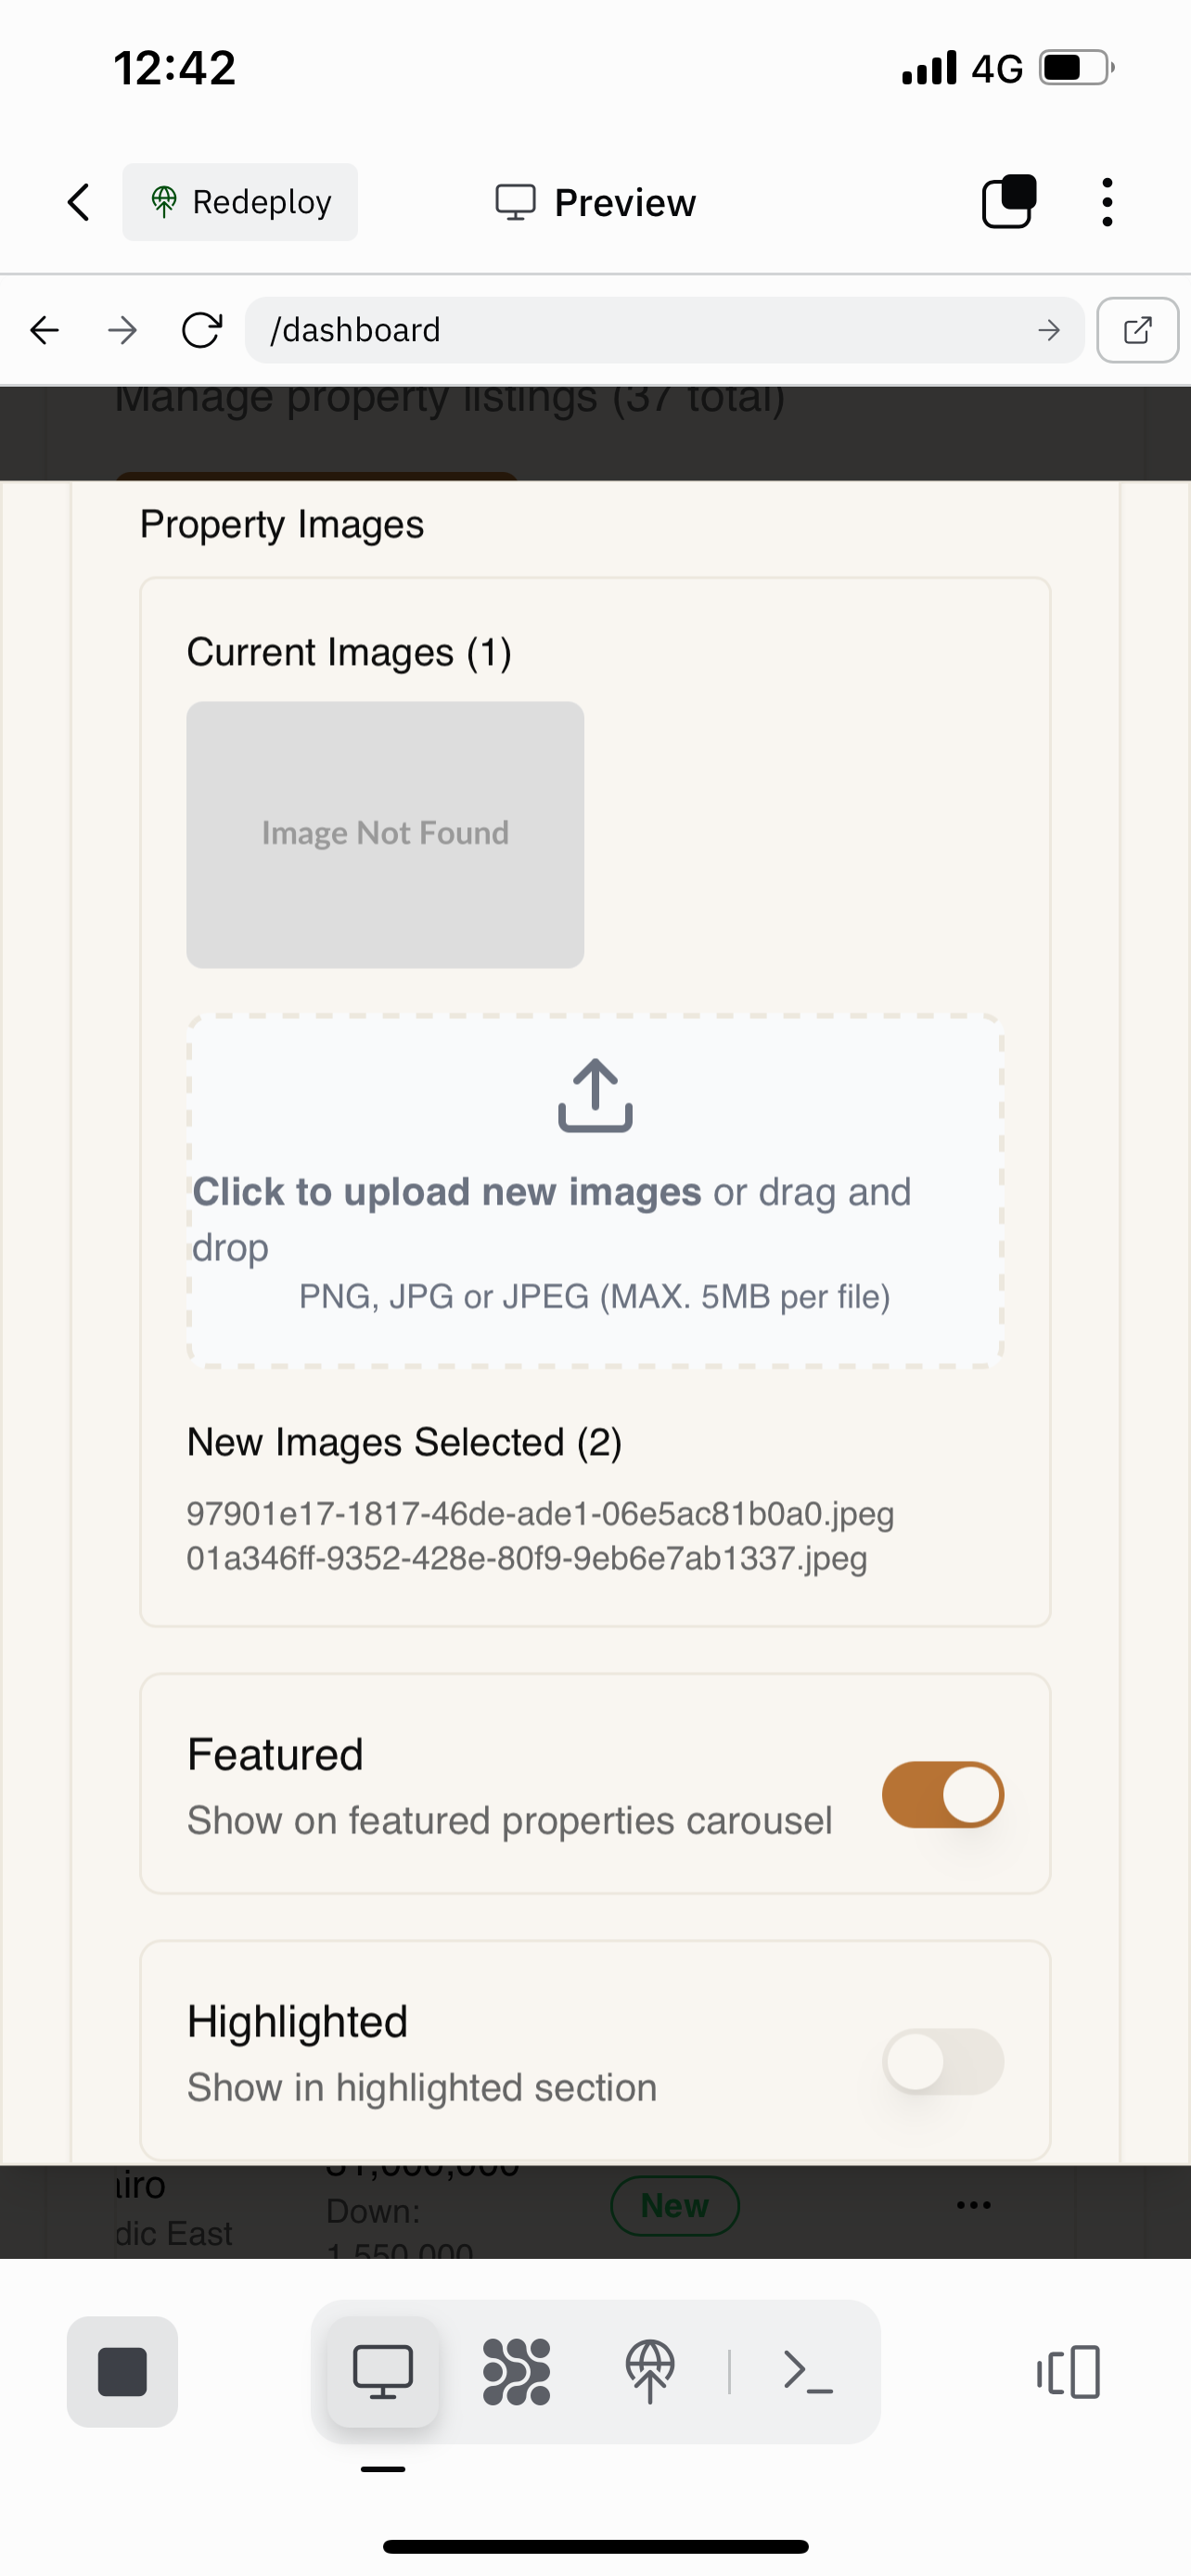 12:42
4G
Redeploy
Preview
/dashboard
Manage property listings (37 total)
Property Images
Current Images (1)
Image Not Found
Click to upload new images or drag and
drop
PNG, JPG or JPEG (MAX. 5MB per file)
New Images Selected (2)
97901e17-1817-46de-ade1-06e5ac81b0a0.jpeg
01a346ff-9352-428e-80f9-9eb6e7ab1337.jpeg
Featured
Show on featured properties carousel
Highlighted
Show in highlighted section
airo
Down:
New
dic East
1,550,000